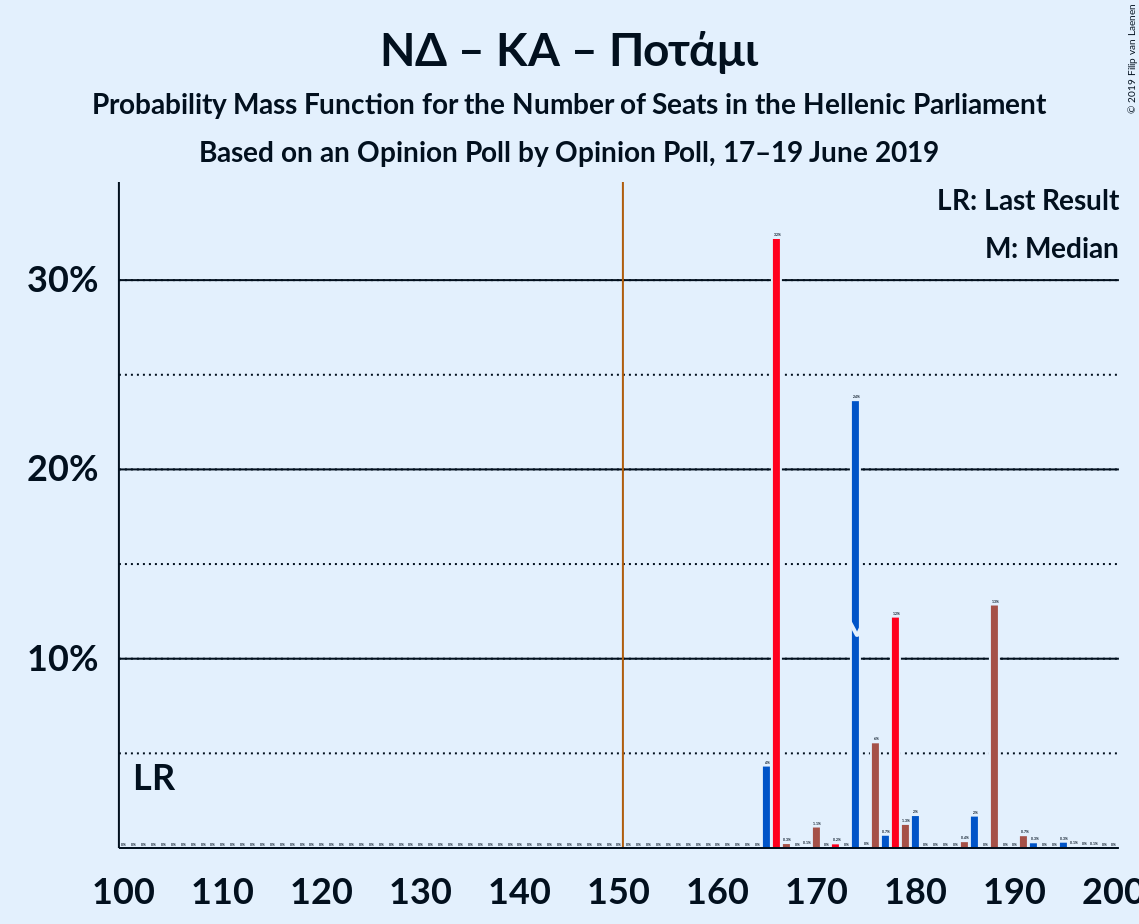 © 2019 Filip van Laenen
ΝΔ – ΚΑ – Ποτάμι
Probability Mass Function for the Number of Seats in the Hellenic Parliament
Based on an Opinion Poll by Opinion Poll, 17–19 June 2019
LR: Last Result
M: Median
30%
20%
10%
LR
100 110 120 130 140 150 160 170 180 190 200